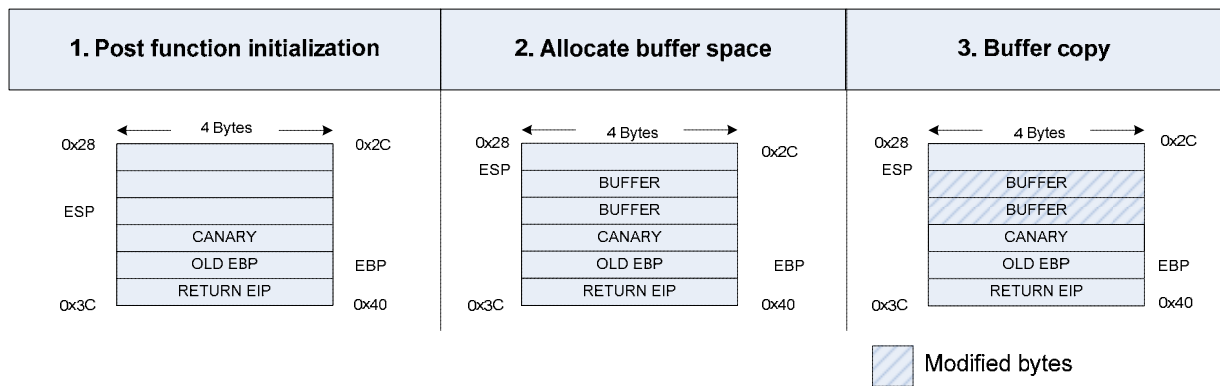 1. Post function initialization
2. Allocate buffer space
3. Buffer copy
4 Bytes
0x28
0x2C
ESP
CANARY
OLD EBP
EBP
RETURN EIP
0x3C
0x40
4 Bytes
0x28
0x2C
ESP
BUFFER
BUFFER
CANARY
OLD EBP
EBP
RETURN EIP
0x3C
0x40
4 Bytes
0x28
0x2C
ESP
BUFFER
BUFFER
CANARY
OLD EBP
EBP
RETURN EIP
0x3C
0x40
Modified bytes